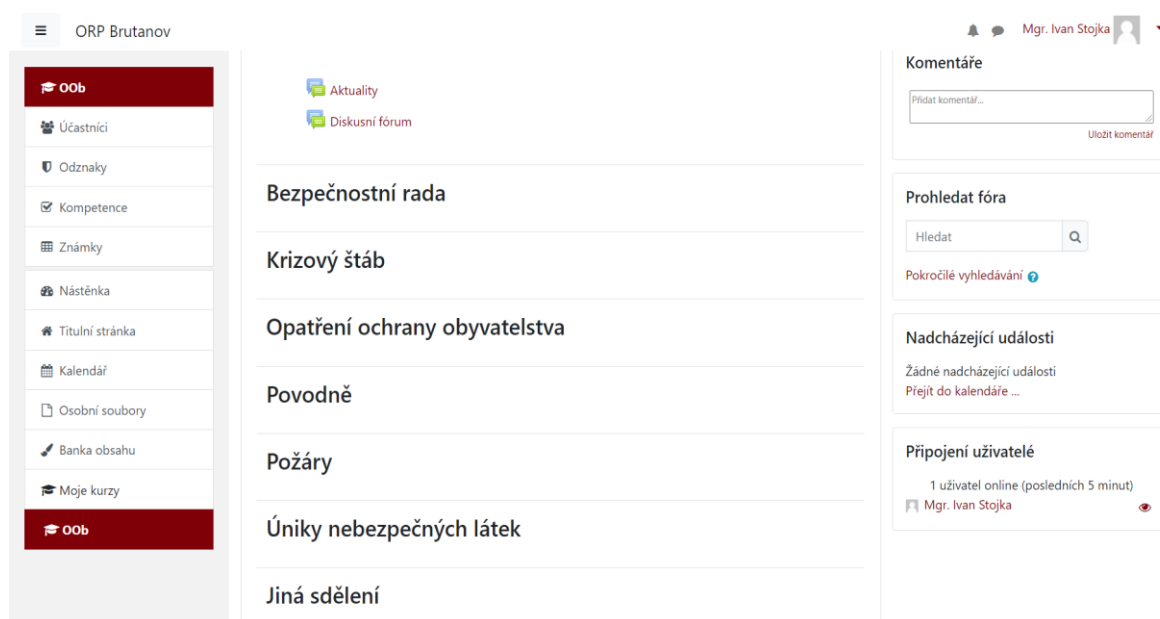 ORP Brutanov
Mgr. Ivan Stojka
OOb
Účastníci
Odznaky
Kompetence
Známky
Nástěnka
Titulní stránka
Kalendář
Osobní soubory
Banka obsahu
Moje kurzy
OOb
Aktuality
Diskusní fórum
Bezpečnostní rada
Krizový štáb
Opatření ochrany obyvatelstva
Povodně
Požáry
Úniky nebezpečných látek
Jiná sdělení
Komentáře
Přidat komentář...
Uložit komentář
Prohledat fóra
Hledat
Pokročilé vyhledávání
Nadcházející události
Žádné nadcházející události
Přejít do kalendáře ...
Připojení uživatelé
1 uživatel online (posledních 5 minut)
Mgr. Ivan Stojka